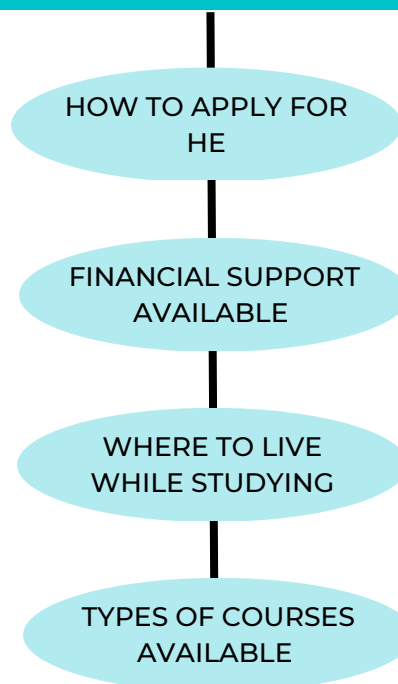 HOW TO APPLY FOR
HE
FINANCIAL SUPPORT
AVAILABLE
WHERE TO LIVE
WHILE STUDYING
TYPES OF COURSES
AVAILABLE